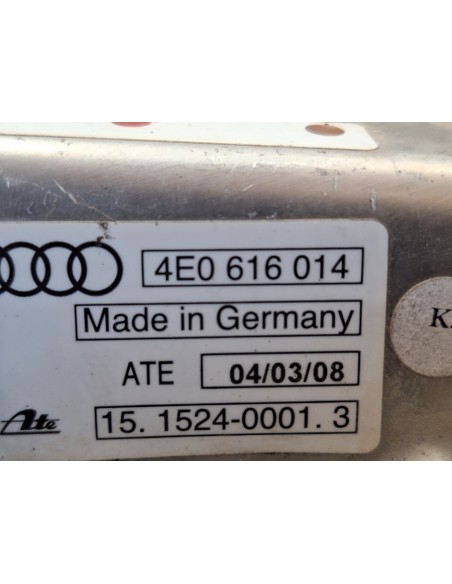 4E0 616 014
Made in Germany
ATE 04/03/08
Ate 15. 1524-0001. 3